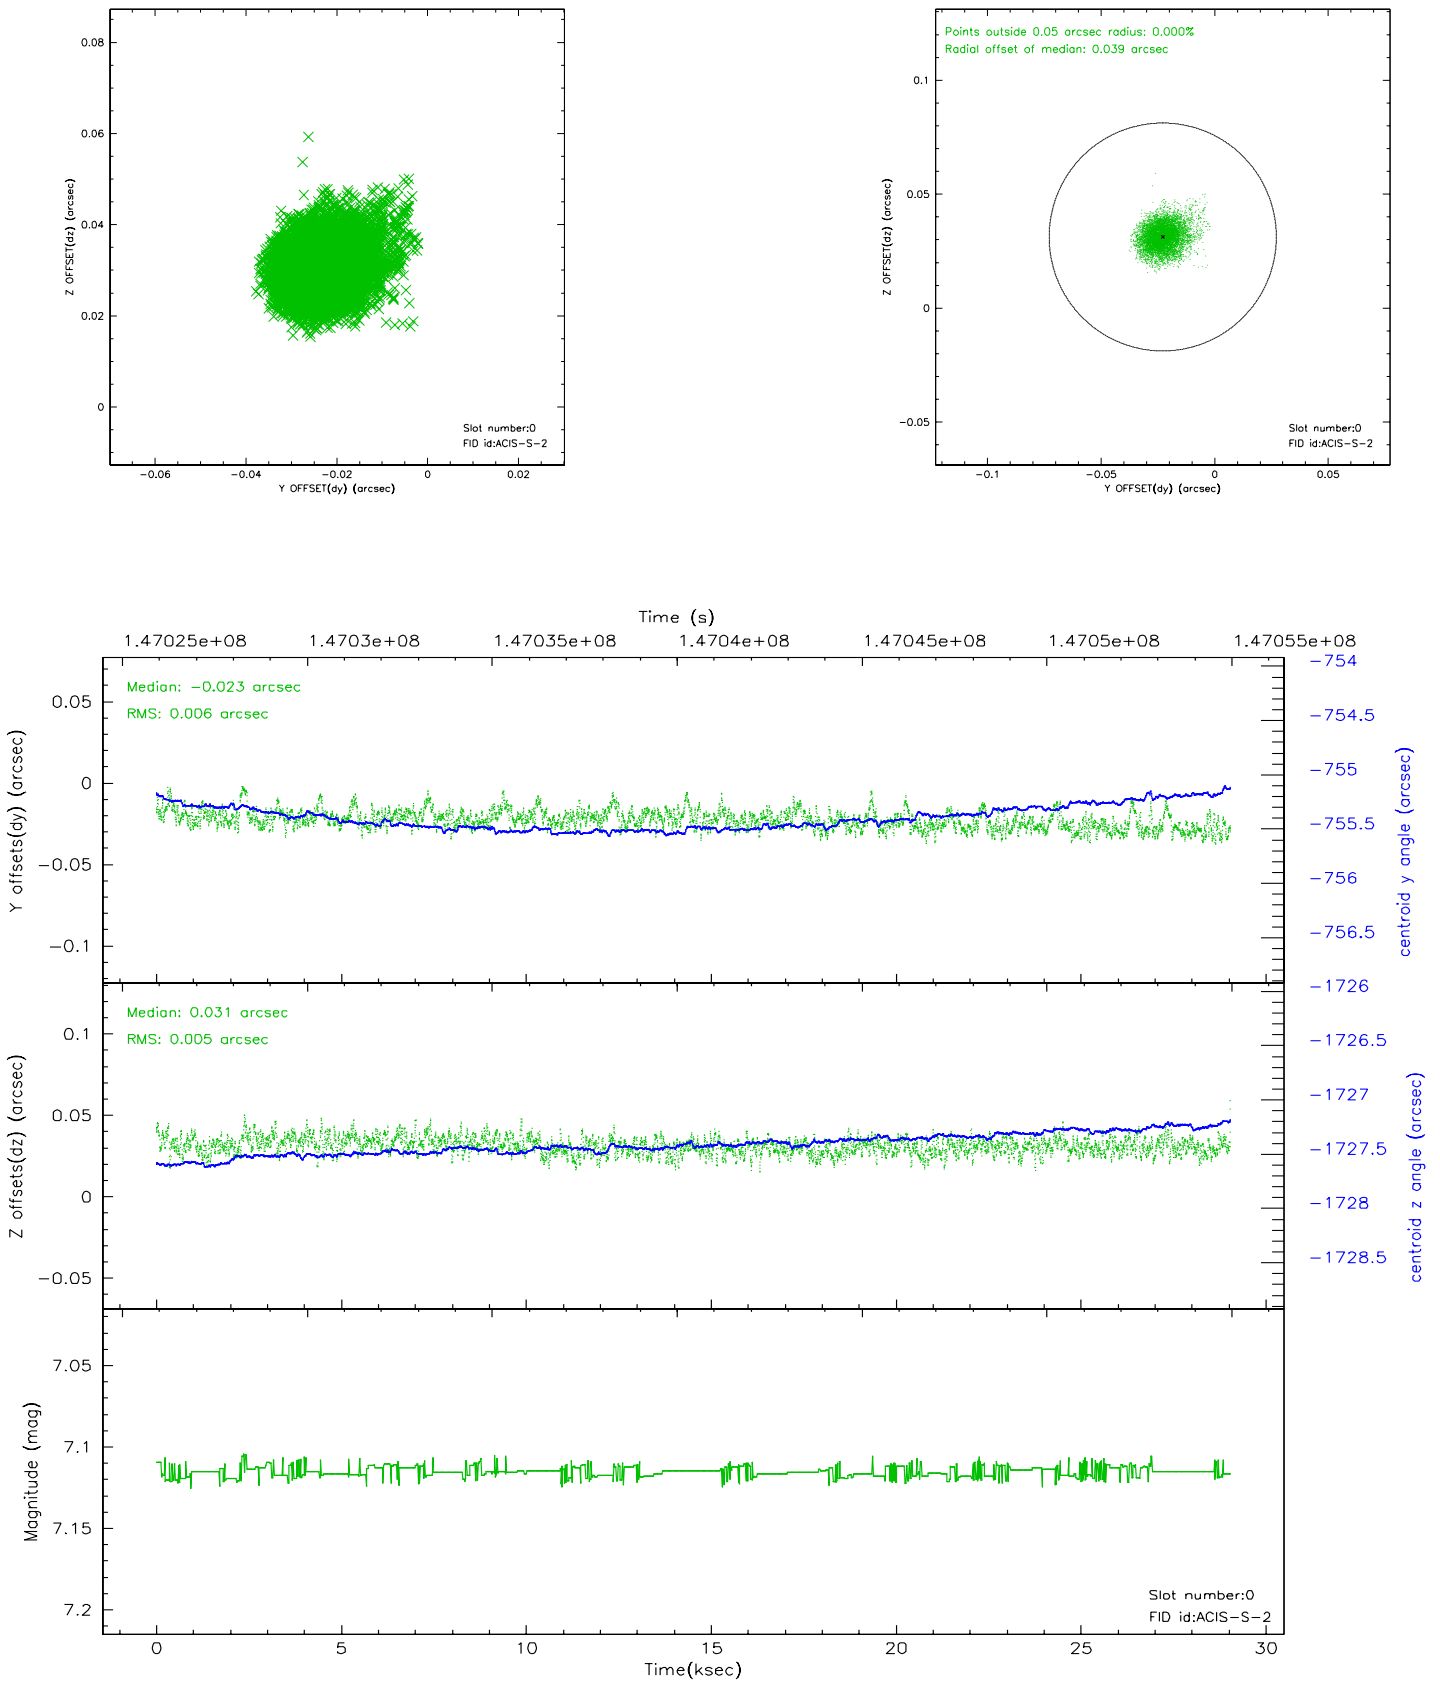 0.08
0.06
0.04
0.02
0
Z OFFSET(dz) (arcsec)
Slot number:0
FID id:ACIS-S-2
-0.06 -0.04 -0.02 0 0.02
Y OFFSET(dy) (arcsec)
Points outside 0.05 arcsec radius: 0.000%
Radial offset of median: 0.039 arcsec
0.1
0.05
0
-0.05
Z OFFSET(dz) (arcsec)
Slot number:0
FID id:ACIS-S-2
-0.1 -0.05 0 0.05
Y OFFSET(dy) (arcsec)
Time (s)
1.47025e+08 1.4703e+08 1.47035e+08 1.4704e+08 1.47045e+08 1.4705e+08 1.47055e+08
Median: -0.023 arcsec
RMS: 0.006 arcsec
0.05
0
-0.05
-0.1
Y offsets(dy) (arcsec)
-754
-754.5
-755
-755.5
-756
-756.5
centroid y angle (arcsec)
Median: 0.031 arcsec
RMS: 0.005 arcsec
0.1
0.05
0
-0.05
Z offsets(dz) (arcsec)
-1726
-1726.5
-1727
-1727.5
-1728
-1728.5
centroid z angle (arcsec)
7.05
7.1
7.15
7.2
Magnitude (mag)
Slot number:0
FID id:ACIS-S-2
0 5 10 15 20 25 30
Time(ksec)